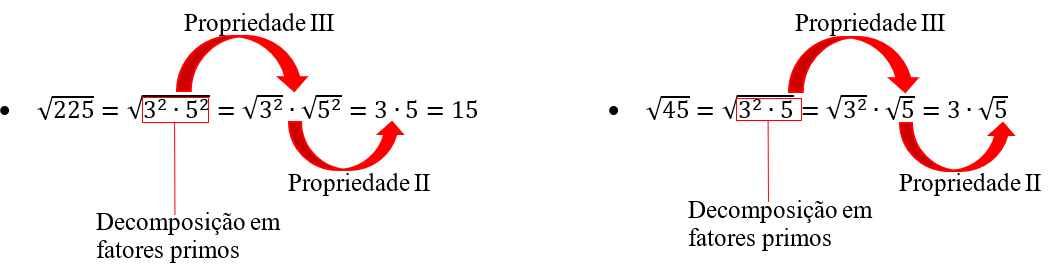 Propriedade III
• √225 = √3² · 5² = √3² · √5² = 3 · 5 = 15
Propriedade II
Decomposição em
fatores primos
Propriedade III
• √45 = √3² · 5 = √3² · √5 = 3 · √5
Propriedade II
Decomposição em
fatores primos